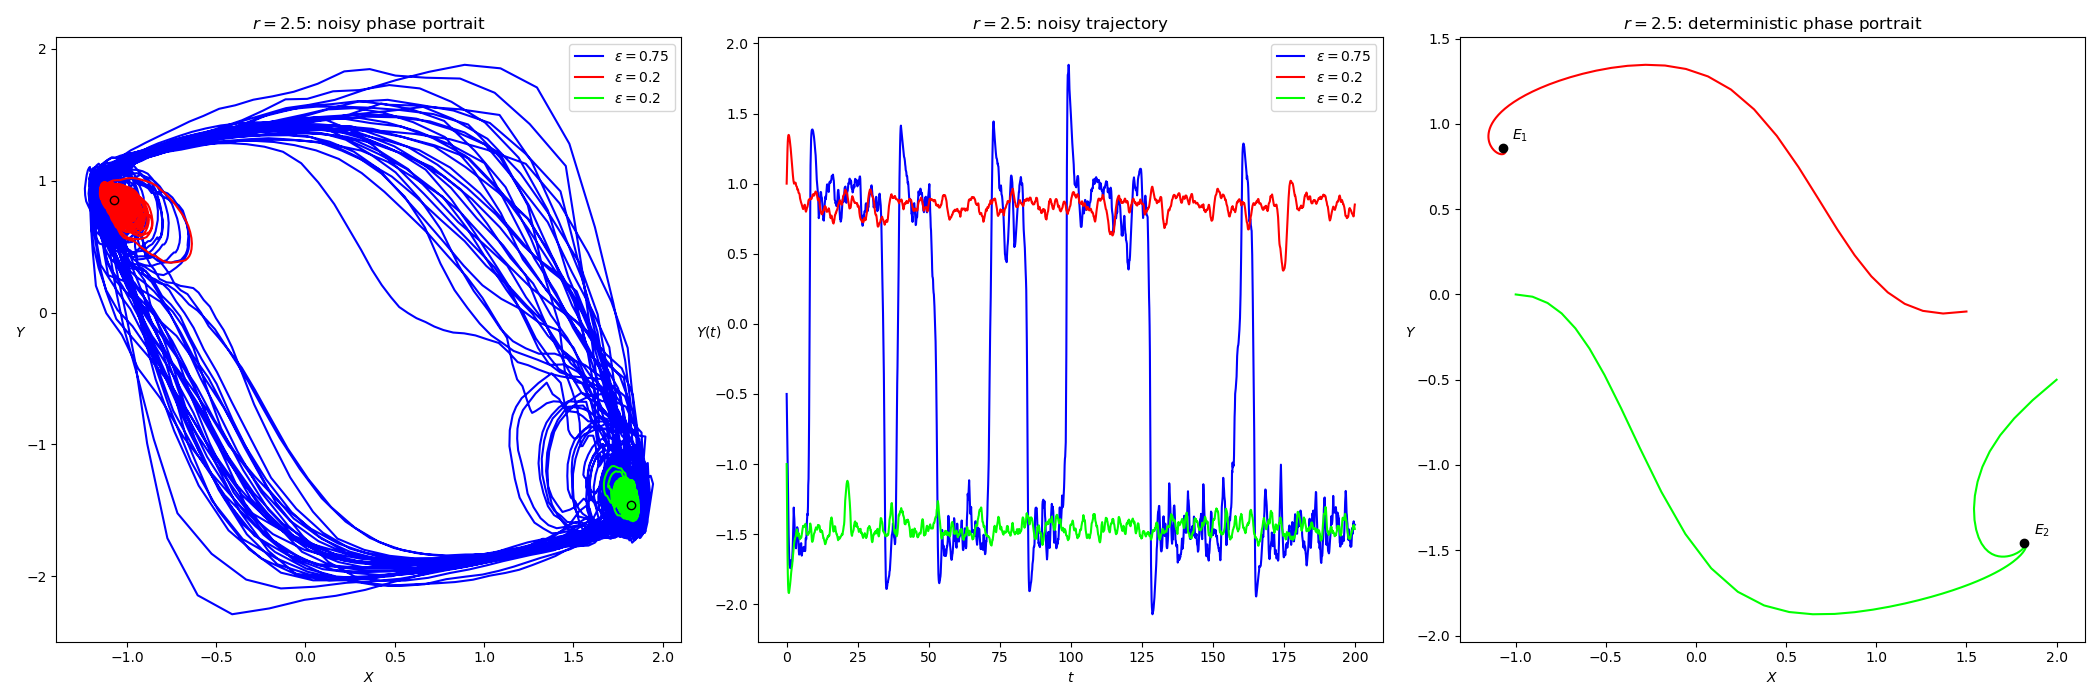 r = 2.5: noisy phase portrait
ε = 0.75
ε = 0.2
ε = 0.2
2
1
0
−1
−2
Y
−1.0 −0.5 0.0 0.5 1.0 1.5 2.0
X
r = 2.5: noisy trajectory
ε = 0.75
ε = 0.2
ε = 0.2
2.0
1.5
1.0
0.5
0.0
−0.5
−1.0
−1.5
−2.0
Y(t)
0 25 50 75 100 125 150 175 200
t
r = 2.5: deterministic phase portrait
1.5
1.0
0.5
0.0
−0.5
−1.0
−1.5
−2.0
Y
E₁
E₂
−1.0 −0.5 0.0 0.5 1.0 1.5 2.0
X